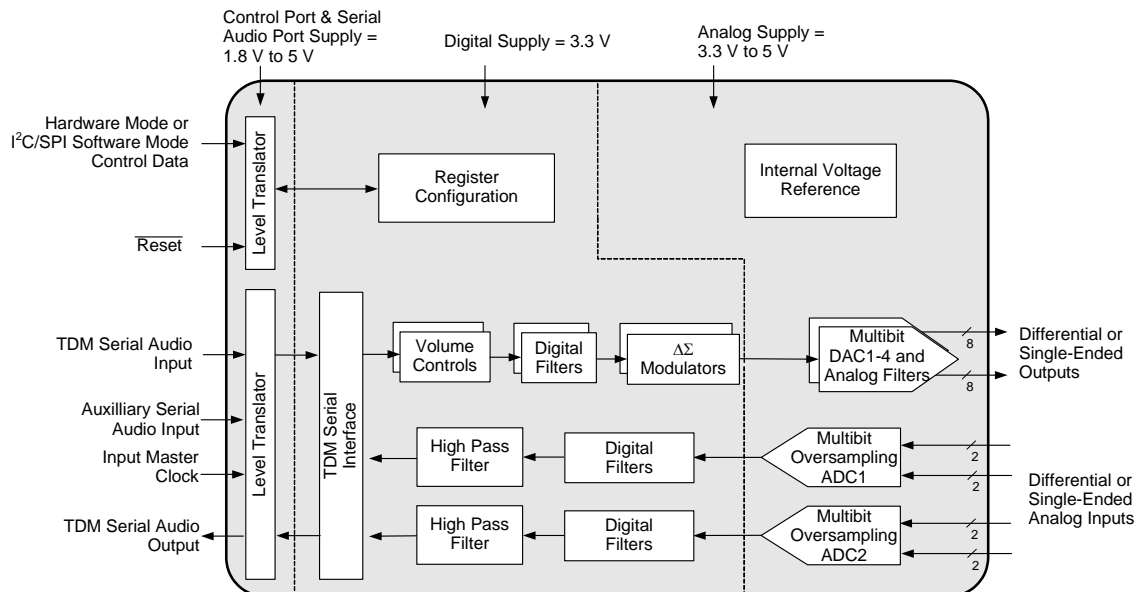 Control Port & Serial
Audio Port Supply =
1.8 V to 5 V
Digital Supply = 3.3 V
Analog Supply =
3.3 V to 5 V
Hardware Mode or
I²C/SPI Software Mode
Control Data
Reset
Level Translator
Register
Configuration
Internal Voltage
Reference
TDM Serial Audio
Input
Auxilliary Serial
Audio Input
Input Master
Clock
TDM Serial Audio
Output
Level Translator
TDM Serial
Interface
Volume
Controls
Digital
Filters
ΔΣ
Modulators
Multibit
DAC1-4 and
Analog Filters
8
8
Differential or
Single-Ended
Outputs
High Pass
Filter
Digital
Filters
Multibit
Oversampling
ADC1
2
2
High Pass
Filter
Digital
Filters
Multibit
Oversampling
ADC2
2
2
Differential or
Single-Ended
Analog Inputs